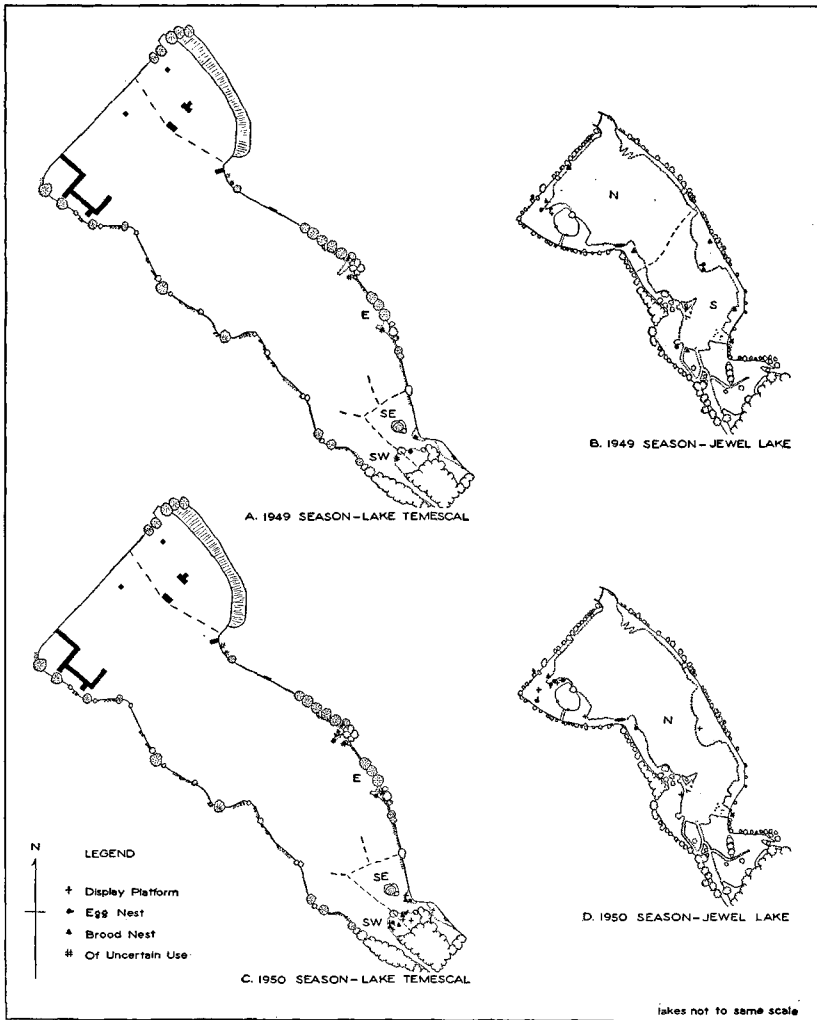 E
SE
SW
A. 1949 SEASON–LAKE TEMESCAL
N
S
B. 1949 SEASON–JEWEL LAKE
E
SE
SW
C. 1950 SEASON–LAKE TEMESCAL
N
D. 1950 SEASON–JEWEL LAKE
N
LEGEND
+ Display Platform
Egg Nest
▲ Brood Nest
# Of Uncertain Use
lakes not to same scale